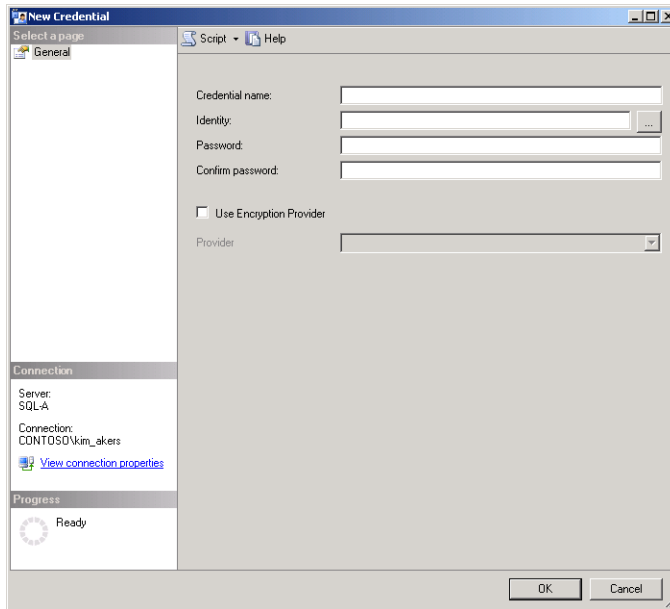 New Credential
Select a page
General
Script Help
Credential name:
Identity:
...
Password:
Confirm password:
Use Encryption Provider
Provider
Connection
Server:
SQL-A
Connection:
CONTOSO\kim_akers
View connection properties
Progress
Ready
OK Cancel